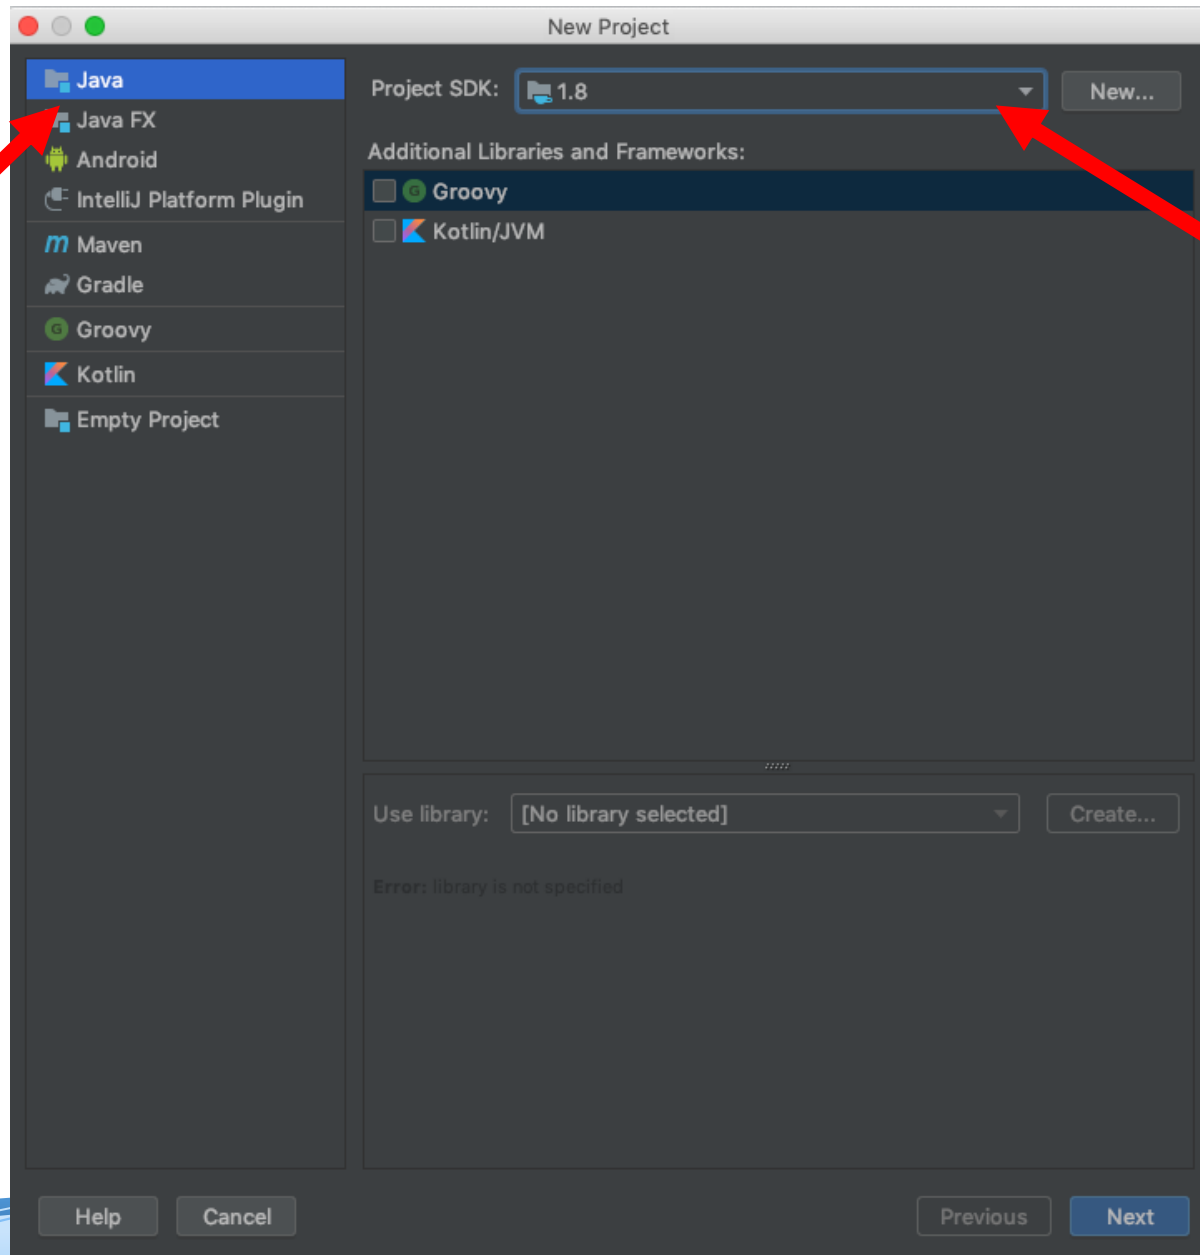 New Project
Java
Java FX
Android
IntelliJ Platform Plugin
Maven
Gradle
Groovy
Kotlin
Empty Project
Project SDK: 1.8 New...
Additional Libraries and Frameworks:
Groovy
Kotlin/JVM
Use library: [No library selected] Create...
Error: library is not specified
Help Cancel Previous Next